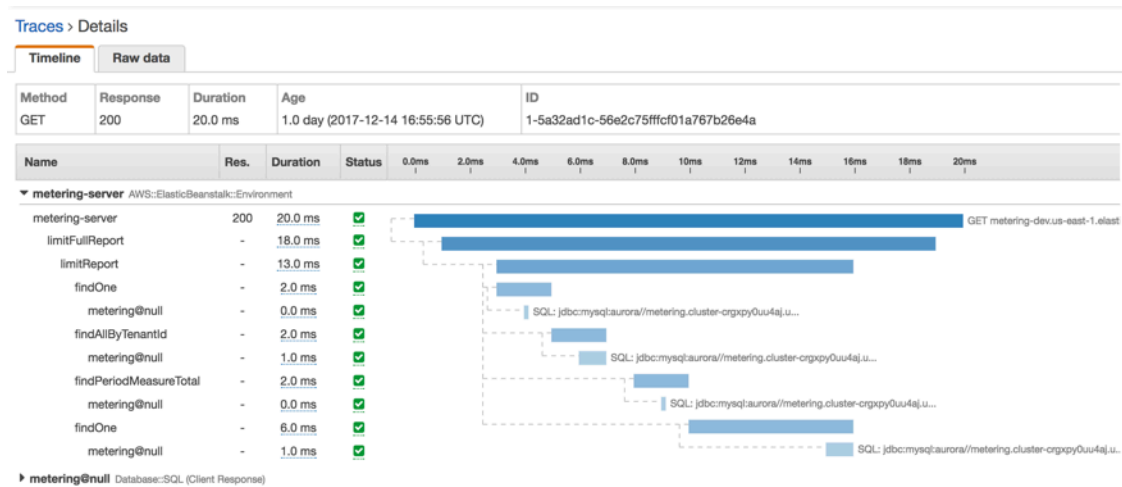 Traces > Details
Timeline Raw data
Method Response Duration Age ID
GET 200 20.0 ms 1.0 day (2017-12-14 16:55:56 UTC) 1-5a32ad1c-56e2c75fffcf01a767b26e4a
Name Res. Duration Status 0.0ms 2.0ms 4.0ms 6.0ms 8.0ms 10ms 12ms 14ms 16ms 18ms 20ms
metering-server AWS::ElasticBeanstalk::Environment
metering-server 200 20.0 ms GET metering-dev.us-east-1.elast
limitFullReport - 18.0 ms
limitReport - 13.0 ms
findOne - 2.0 ms
metering@null - 0.0 ms SQL: jdbc:mysql:aurora//metering.cluster-crgxpy0uu4aj.u...
findAllByTenantId - 2.0 ms
metering@null - 1.0 ms SQL: jdbc:mysql:aurora//metering.cluster-crgxpy0uu4aj.u...
findPeriodMeasureTotal - 2.0 ms
metering@null - 0.0 ms SQL: jdbc:mysql:aurora//metering.cluster-crgxpy0uu4aj.u...
findOne - 6.0 ms
metering@null - 1.0 ms SQL: jdbc:mysql:aurora//metering.cluster-crgxpy0uu4aj.u..
metering@null Database::SQL (Client Response)